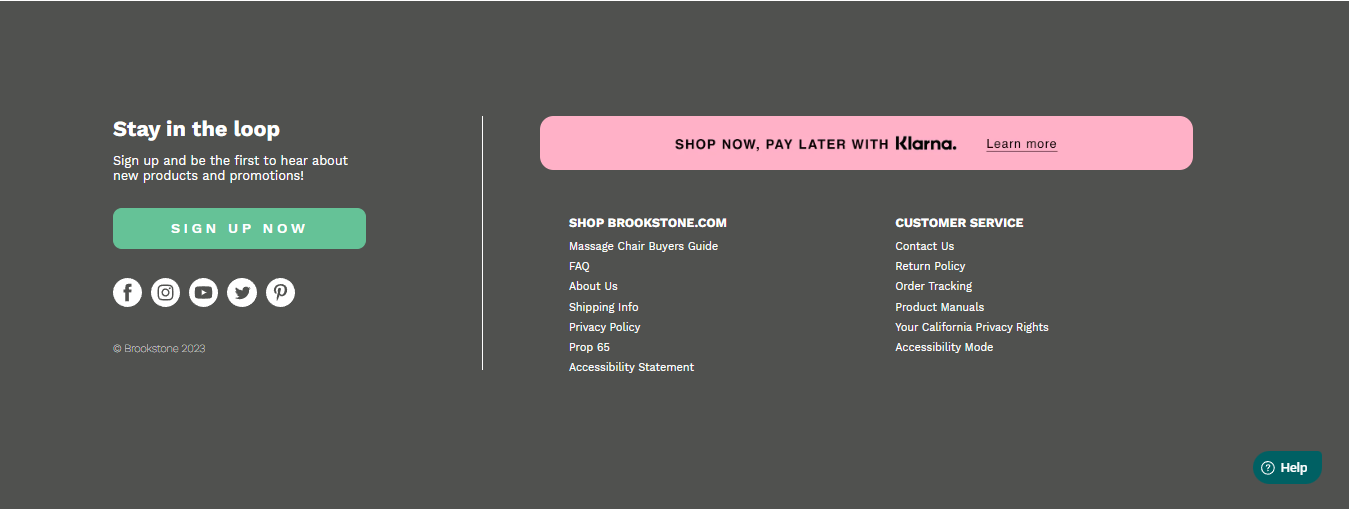 Stay in the loop
Sign up and be the first to hear about
new products and promotions!
SIGN UP NOW
© Brookstone 2023
SHOP NOW, PAY LATER WITH Klarna. Learn more
SHOP BROOKSTONE.COM
Massage Chair Buyers Guide
FAQ
About Us
Shipping Info
Privacy Policy
Prop 65
Accessibility Statement
CUSTOMER SERVICE
Contact Us
Return Policy
Order Tracking
Product Manuals
Your California Privacy Rights
Accessibility Mode
Help